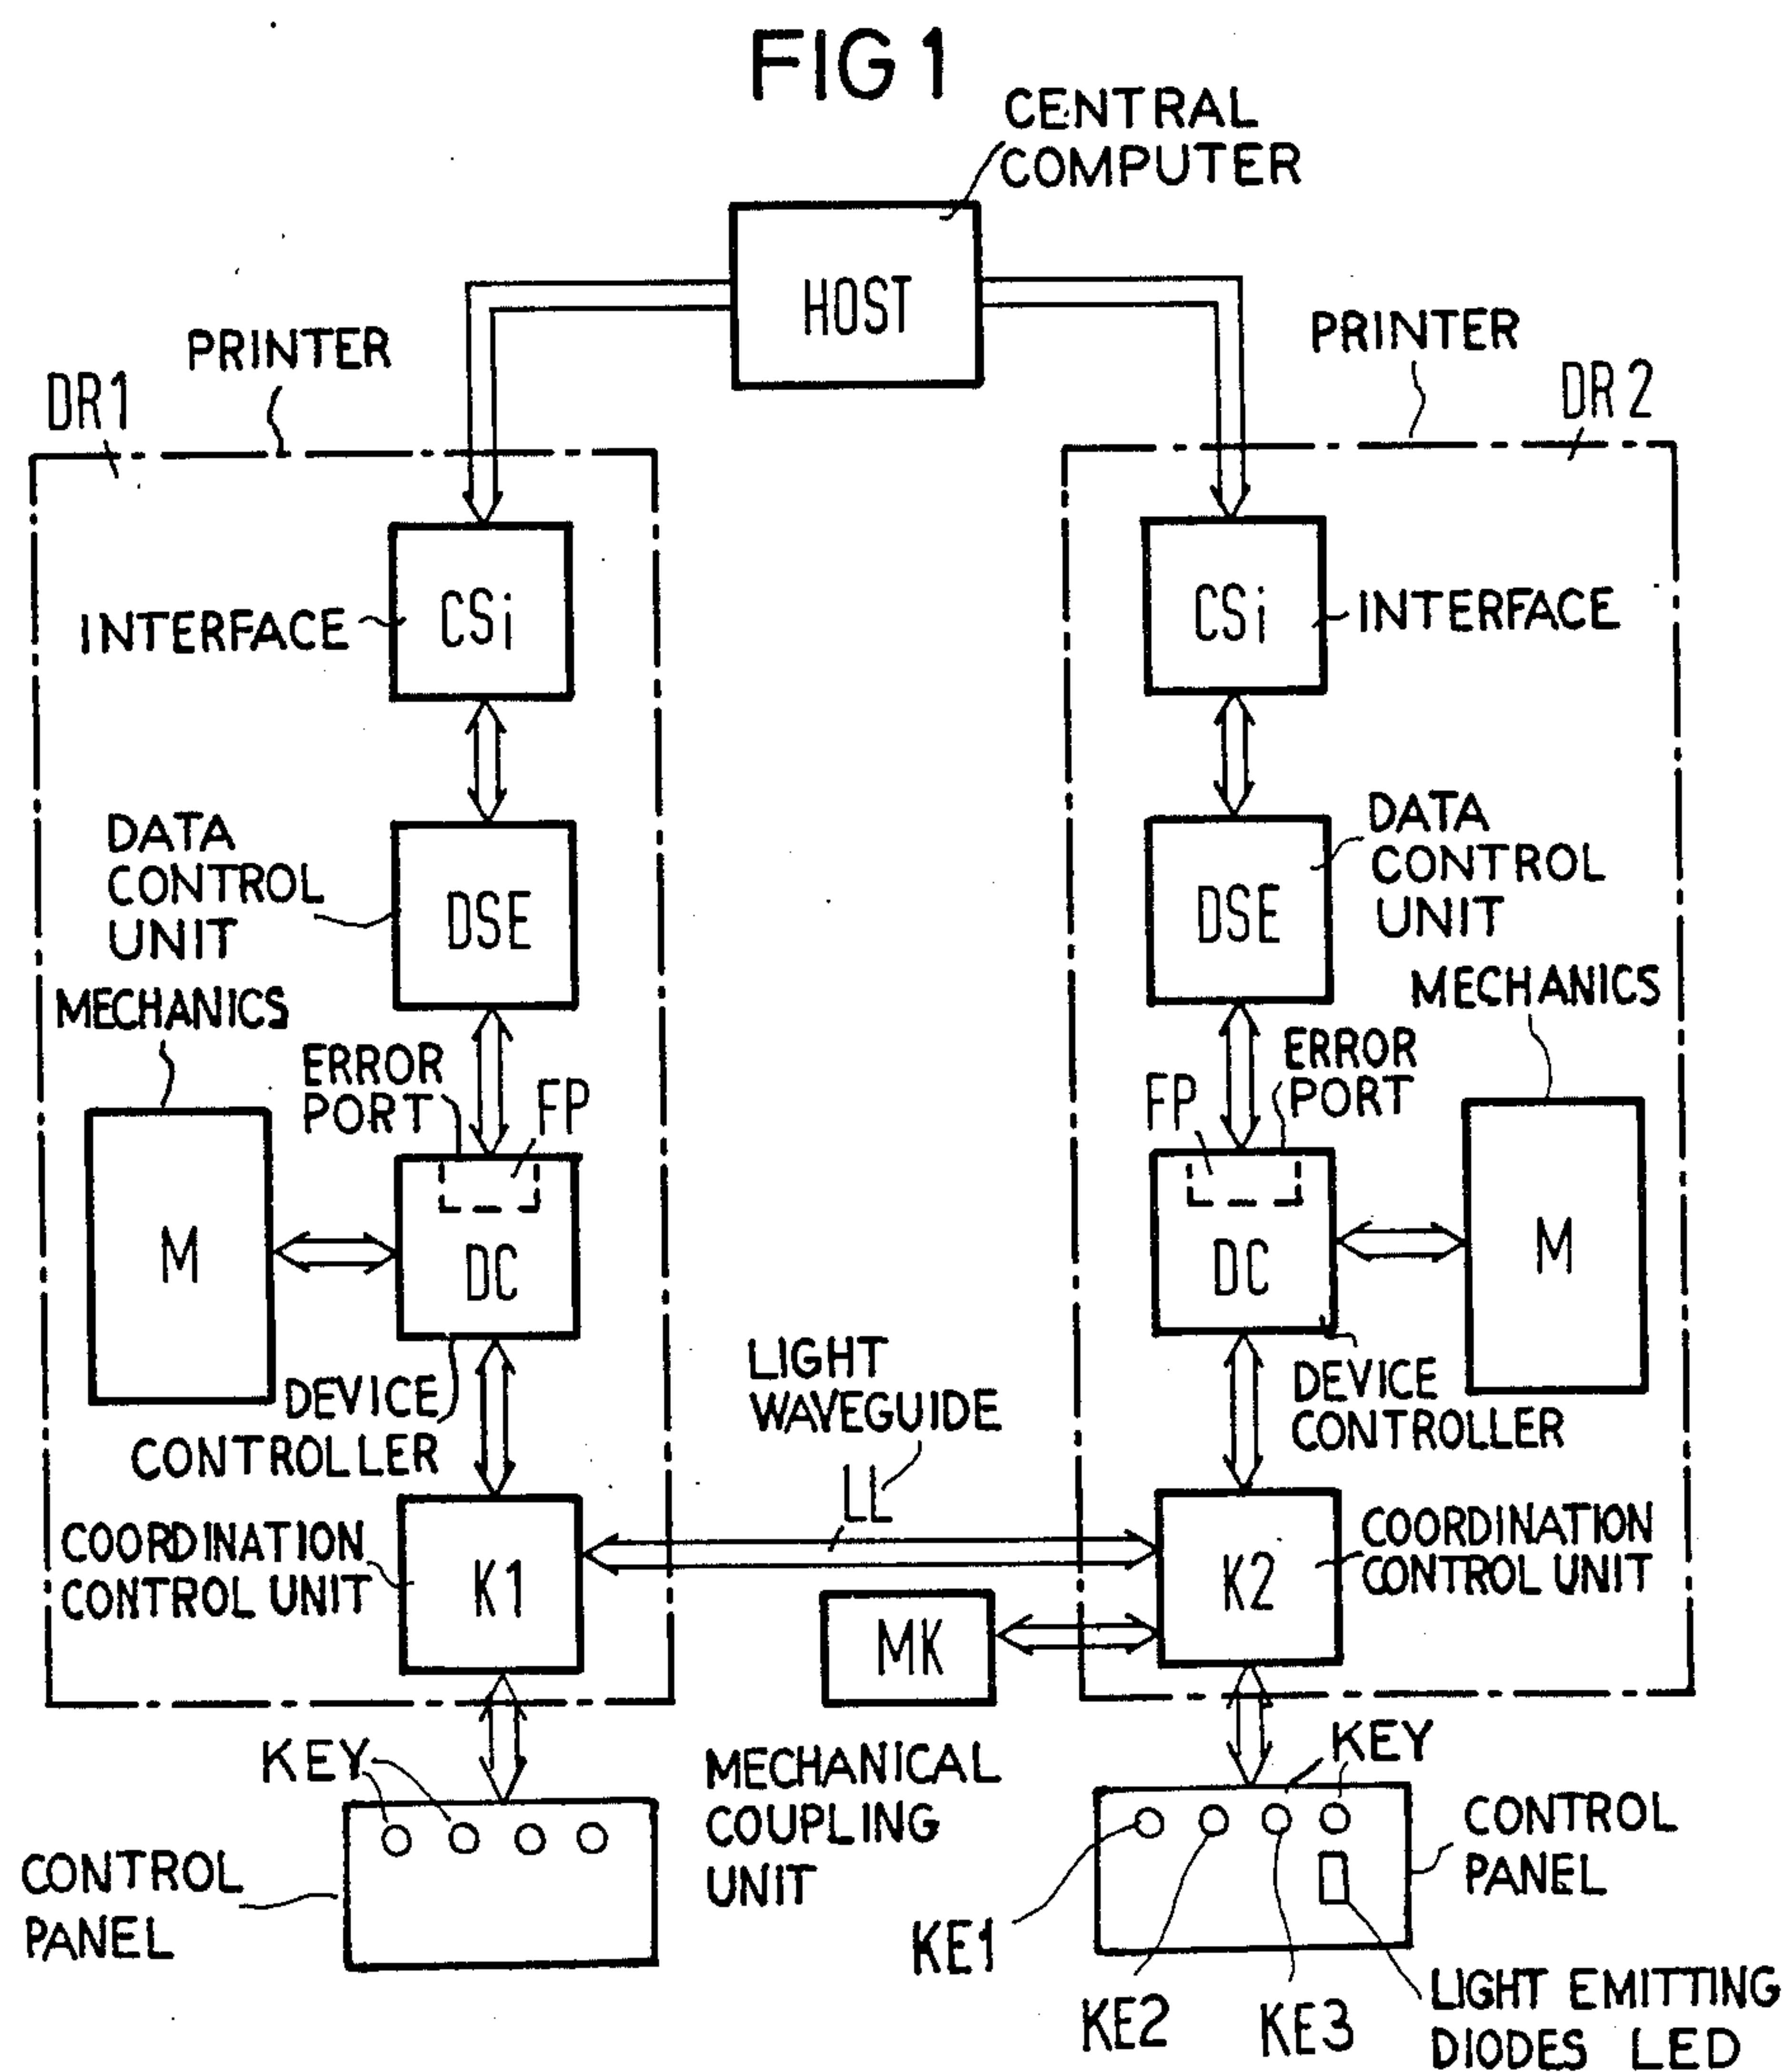 FIG 1
CENTRAL
COMPUTER
HOST
PRINTER
PRINTER
DR1
DR2
CSi
INTERFACE
CSi
INTERFACE
DATA
CONTROL
UNIT
DSE
DATA
CONTROL
UNIT
DSE
MECHANICS
MECHANICS
ERROR
PORT
FP
FP
ERROR
PORT
M
DC
DC
M
DEVICE
CONTROLLER
LIGHT
WAVEGUIDE
LL
DEVICE
CONTROLLER
COORDINATION
CONTROL UNIT
K1
K2
COORDINATION
CONTROL UNIT
MK
KEY
MECHANICAL
COUPLING
UNIT
KEY
CONTROL
PANEL
CONTROL
PANEL
KE1
KE2
KE3
LIGHT EMITTING
DIODES LED